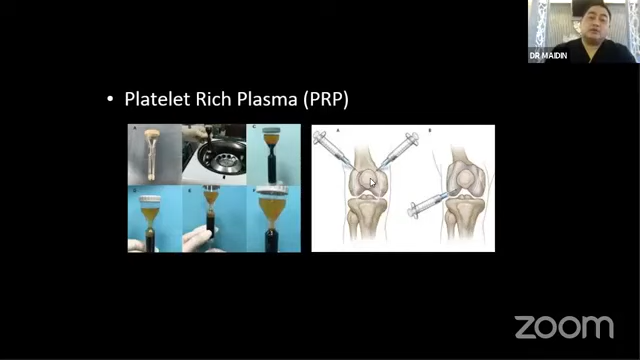 DR MAIDIN
• Platelet Rich Plasma (PRP)
A
B
zoom